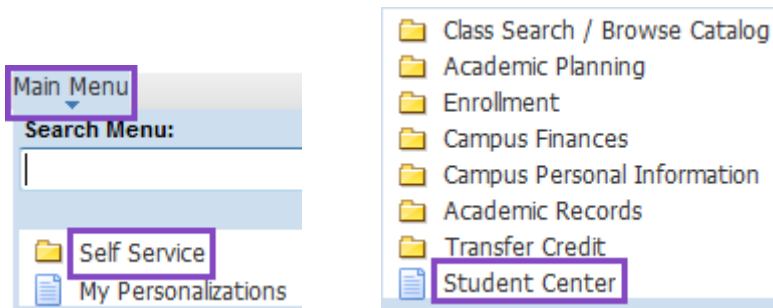 Main Menu
Search Menu:
Self Service
My Personalizations
Class Search / Browse Catalog
Academic Planning
Enrollment
Campus Finances
Campus Personal Information
Academic Records
Transfer Credit
Student Center